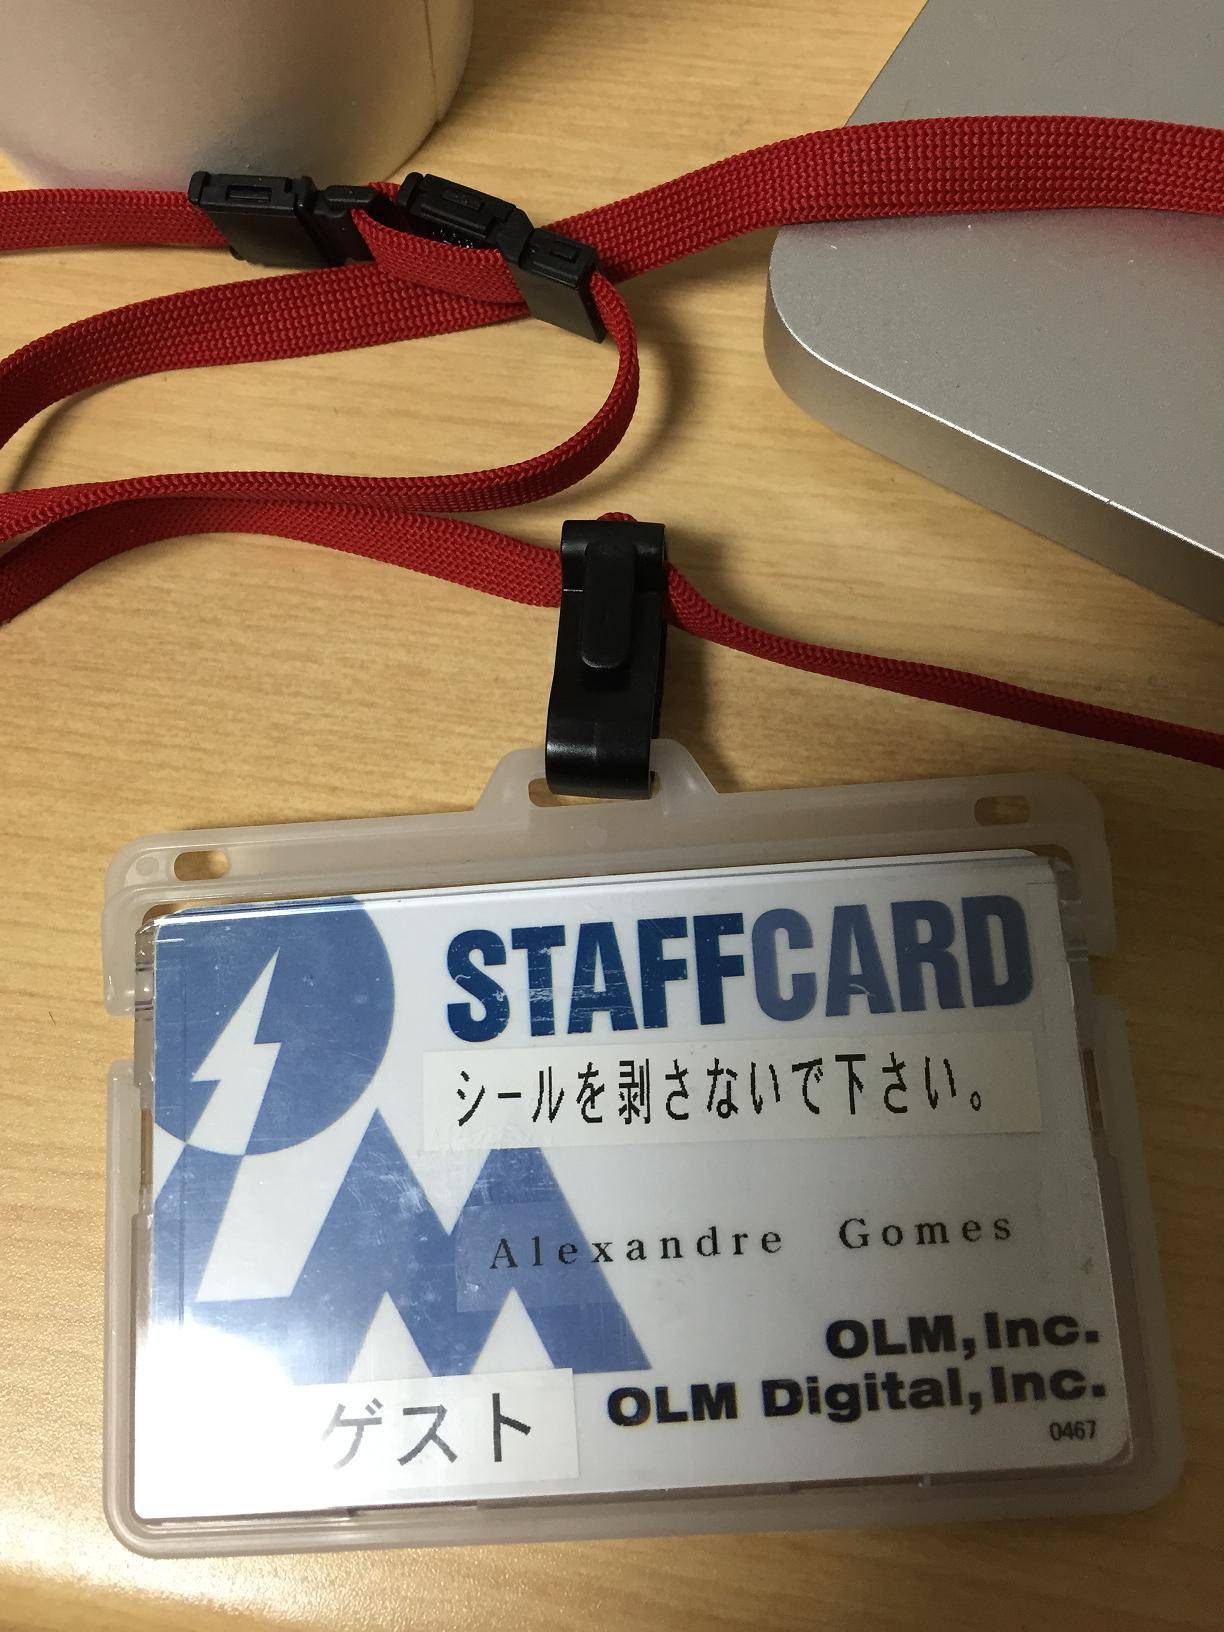 STAFFCARD
シールを剥さないで下さい。
Alexandre Gomes
OLM, Inc.
OLM Digital, Inc.
0467
ゲスト